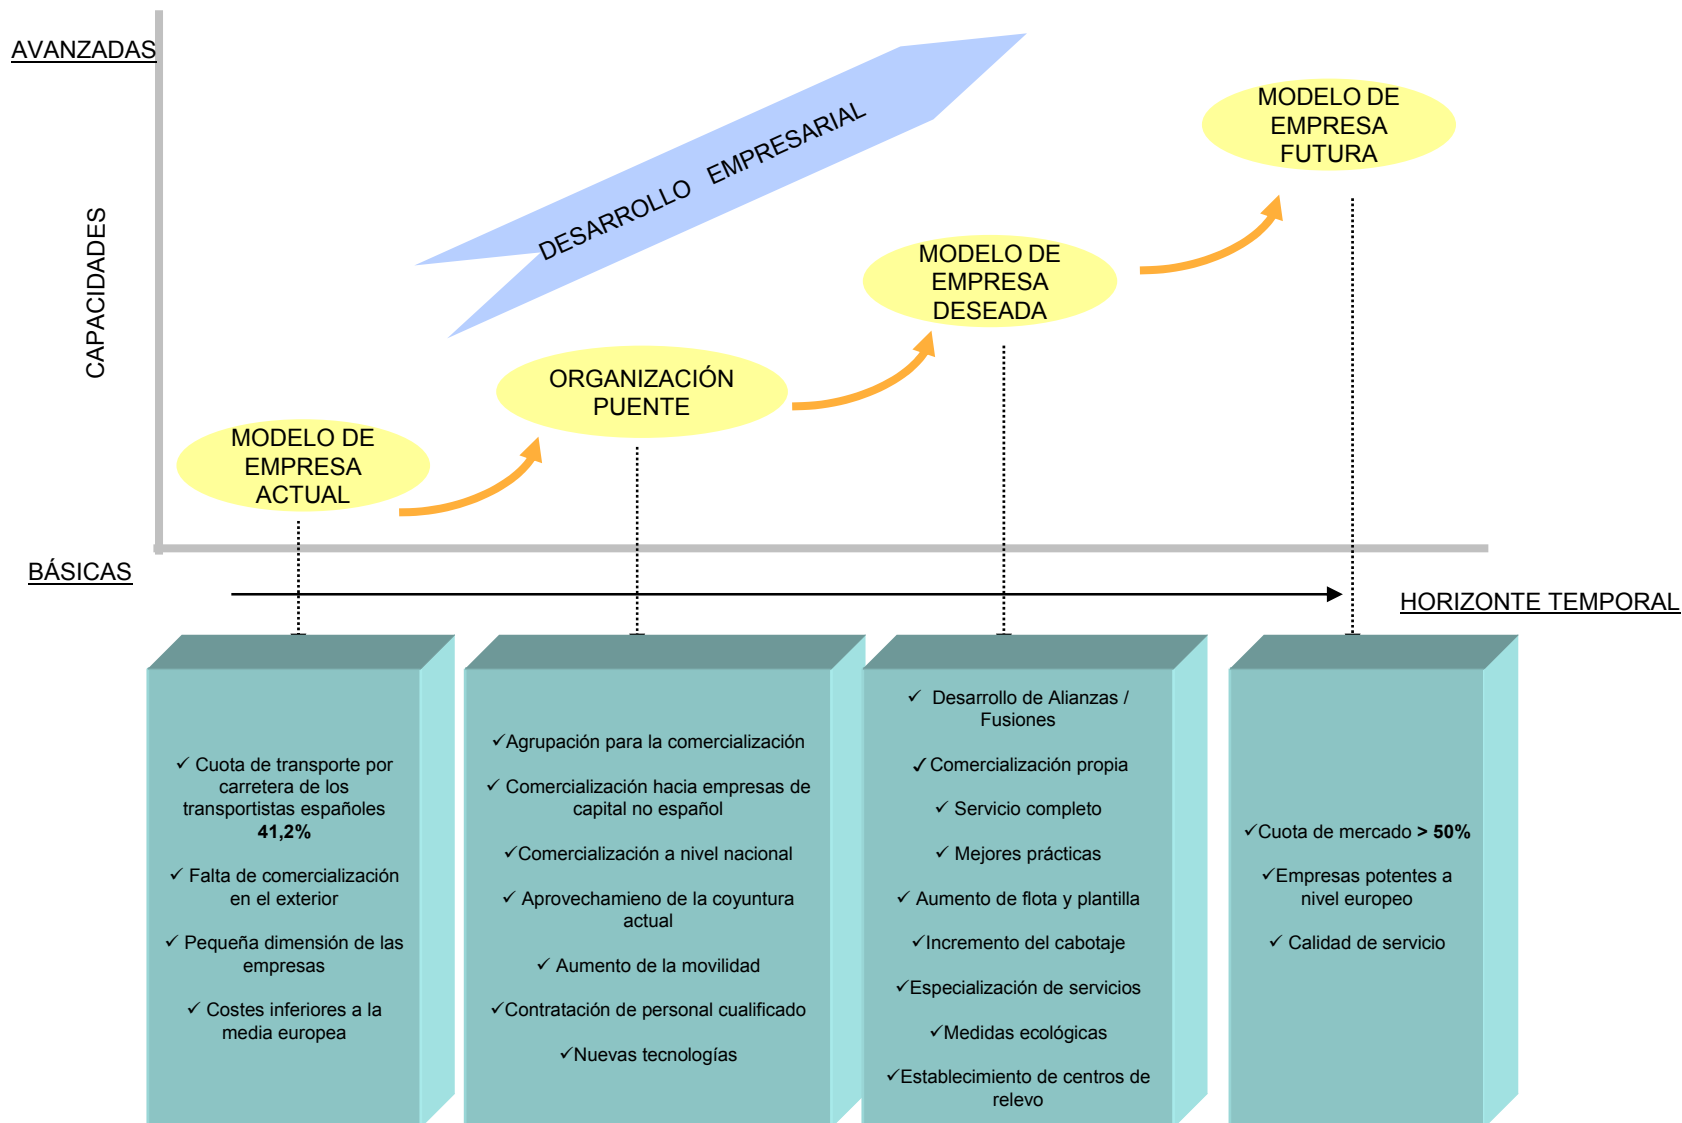 AVANZADAS
CAPACIDADES
BÁSICAS
DESARROLLO EMPRESARIAL
MODELO DE
EMPRESA
ACTUAL
ORGANIZACIÓN
PUENTE
MODELO DE
EMPRESA
DESEADA
MODELO DE
EMPRESA
FUTURA
HORIZONTE TEMPORAL
✓ Cuota de transporte por
carretera de los
transportistas españoles
41,2%
✓ Falta de comercialización
en el exterior
✓ Pequeña dimensión de las
empresas
✓ Costes inferiores a la
media europea
✓Agrupación para la comercialización
✓ Comercialización hacia empresas de
capital no español
✓Comercialización a nivel nacional
✓ Aprovechamieno de la coyuntura
actual
✓ Aumento de la movilidad
✓Contratación de personal cualificado
✓Nuevas tecnologías
✓ Desarrollo de Alianzas /
Fusiones
✓Comercialización propia
✓ Servicio completo
✓ Mejores prácticas
✓ Aumento de flota y plantilla
✓Incremento del cabotaje
✓Especialización de servicios
✓Medidas ecológicas
✓Establecimiento de centros de
relevo
✓Cuota de mercado > 50%
✓Empresas potentes a
nivel europeo
✓ Calidad de servicio